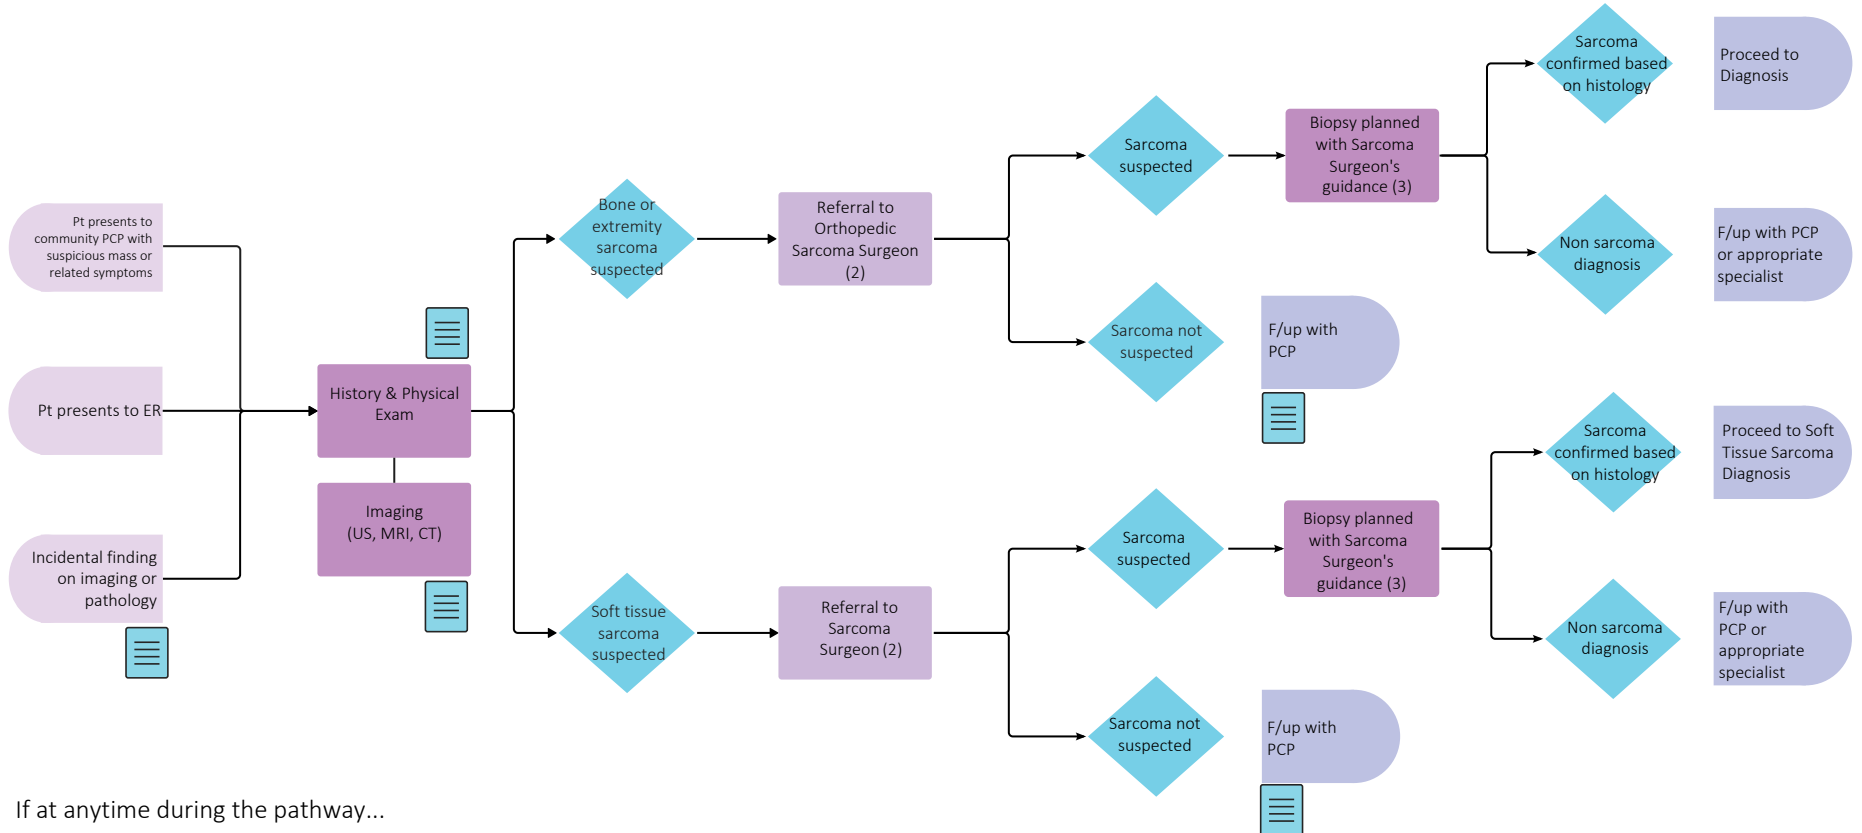 Pt presents to
community PCP with
suspicious mass or
related symptoms
Pt presents to ER
Incidental finding
on imaging or
pathology
History & Physical
Exam
Imaging
(US, MRI, CT)
Bone or
extremity
sarcoma
suspected
Referral to
Orthopedic
Sarcoma Surgeon
(2)
Sarcoma
suspected
Biopsy planned
with Sarcoma
Surgeon's
guidance (3)
Sarcoma
confirmed based
on histology
Proceed to
Diagnosis
Non sarcoma
diagnosis
F/up with PCP
or appropriate
specialist
Sarcoma not
suspected
F/up with
PCP
Soft tissue
sarcoma
suspected
Referral to
Sarcoma
Surgeon (2)
Sarcoma
suspected
Biopsy planned
with Sarcoma
Surgeon's
guidance (3)
Sarcoma
confirmed based
on histology
Proceed to Soft
Tissue Sarcoma
Diagnosis
Non sarcoma
diagnosis
F/up with
PCP or
appropriate
specialist
Sarcoma not
suspected
F/up with
PCP
If at anytime during the pathway...